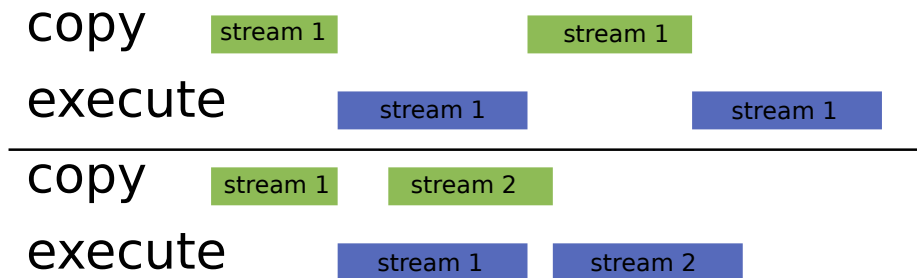 copy stream 1 stream 1
execute stream 1 stream 1
copy stream 1 stream 2
execute stream 1 stream 2